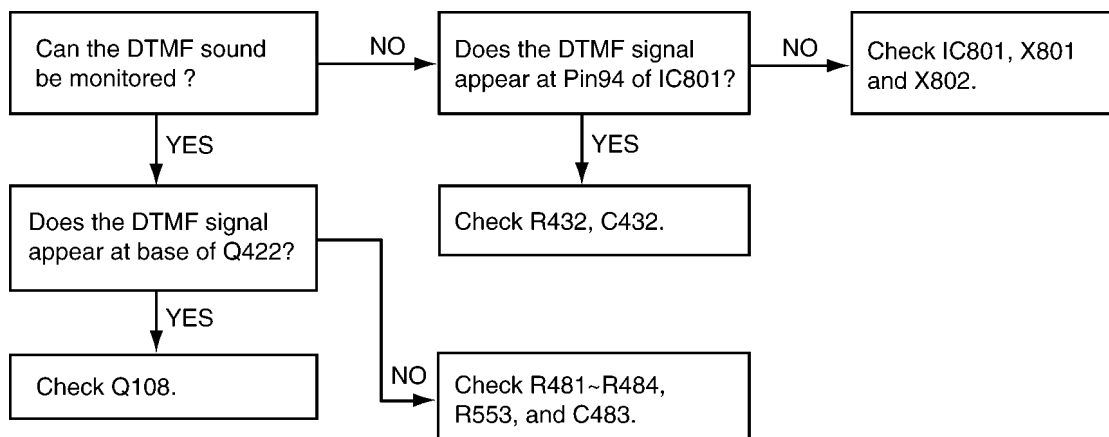 Can the DTMF sound
be monitored ?
NO
Does the DTMF signal
appear at Pin94 of IC801?
NO
Check IC801, X801
and X802.
YES
YES
Does the DTMF signal
appear at base of Q422?
Check R432, C432.
YES
NO
Check Q108.
Check R481~R484,
R553, and C483.